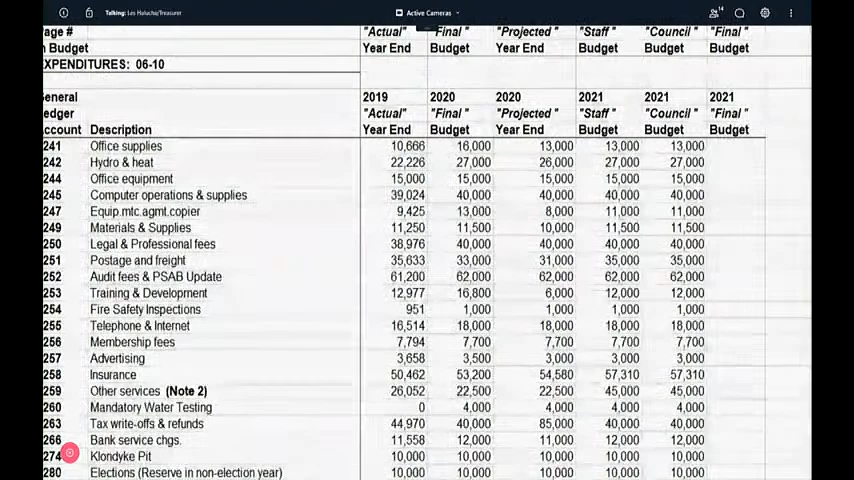 Talking: Les Halucha/Treasurer
Active Cameras
14
age # "Actual" "Final" "Projected" "Staff" "Council" "Final"
n Budget Year End Budget Year End Budget Budget Budget
EXPENDITURES: 06-10
General 2019 2020 2020 2021 2021 2021
Ledger "Actual" "Final" "Projected" "Staff" "Council" "Final"
Account Description Year End Budget Year End Budget Budget Budget
241 Office supplies 10,666 16,000 13,000 13,000 13,000
242 Hydro & heat 22,226 27,000 26,000 27,000 27,000
244 Office equipment 15,000 15,000 15,000 15,000 15,000
245 Computer operations & supplies 39,024 40,000 40,000 40,000 40,000
247 Equip.mtc.agmt.copier 9,425 13,000 8,000 11,000 11,000
249 Materials & Supplies 11,250 11,500 10,000 11,500 11,500
250 Legal & Professional fees 38,976 40,000 40,000 40,000 40,000
251 Postage and freight 35,633 33,000 31,000 35,000 35,000
252 Audit fees & PSAB Update 61,200 62,000 62,000 62,000 62,000
253 Training & Development 12,977 16,800 6,000 12,000 12,000
254 Fire Safety Inspections 951 1,000 1,000 1,000 1,000
255 Telephone & Internet 16,514 18,000 18,000 18,000 18,000
256 Membership fees 7,794 7,700 7,700 7,700 7,700
257 Advertising 3,658 3,500 3,000 3,000 3,000
258 Insurance 50,462 53,200 54,580 57,310 57,310
259 Other services (Note 2) 26,052 22,500 22,500 45,000 45,000
260 Mandatory Water Testing 0 4,000 4,000 4,000 4,000
263 Tax write-offs & refunds 44,970 40,000 85,000 40,000 40,000
266 Bank service chgs. 11,558 12,000 11,000 12,000 12,000
274 Klondyke Pit 10,000 10,000 10,000 10,000 10,000
280 Elections (Reserve in non-election year) 10,000 10,000 10,000 10,000 10,000